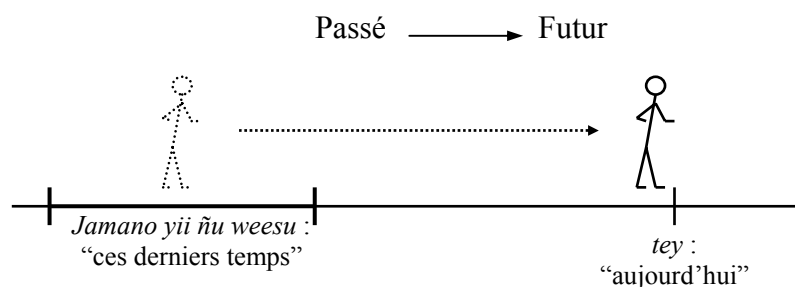 Passé Futur
Jamano yii ñu weesu :
“ces derniers temps”
tey :
“aujourd’hui”